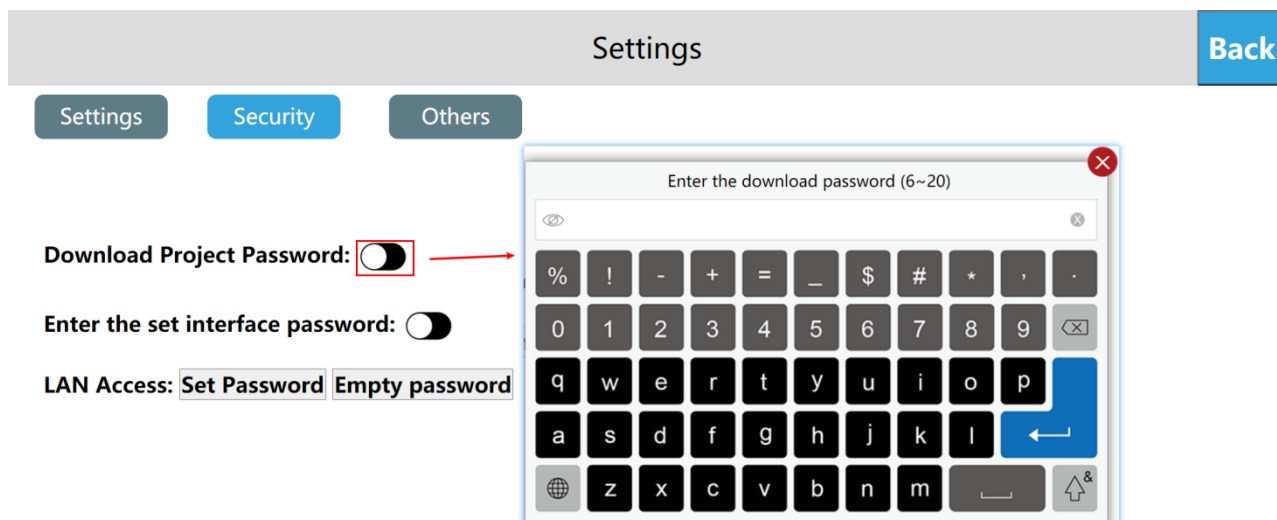 Settings
Back
Settings Security Others
Enter the download password (6~20)
Download Project Password:
% ! - + = _ $ # * , .
Enter the set interface password:
0 1 2 3 4 5 6 7 8 9
LAN Access: Set Password Empty password
q w e r t y u i o p
a s d f g h j k l
z x c v b n m &